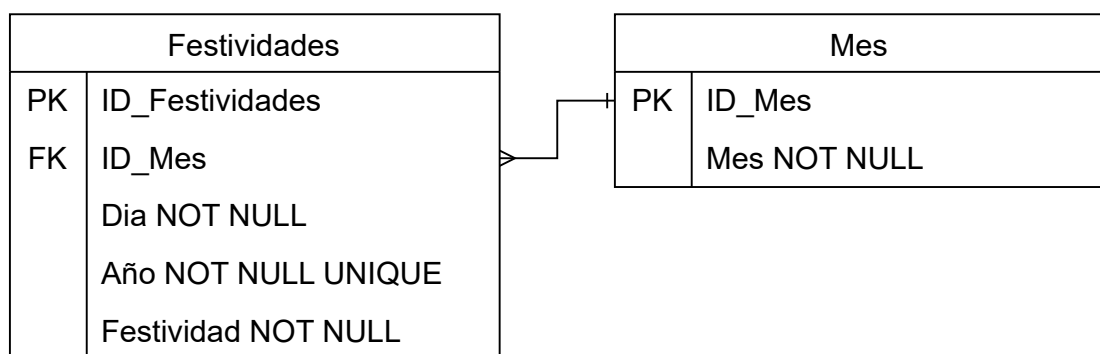 Festividades
PK ID_Festividades
FK ID_Mes
Dia NOT NULL
Año NOT NULL UNIQUE
Festividad NOT NULL
Mes
PK ID_Mes
Mes NOT NULL